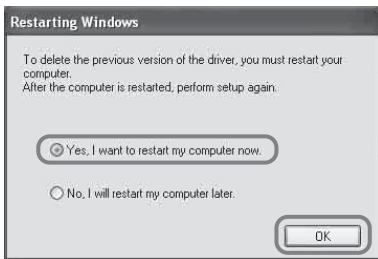 Restarting Windows
To delete the previous version of the driver, you must restart your
computer.
After the computer is restarted, perform setup again.
Yes, I want to restart my computer now.
No, I will restart my computer later.
OK